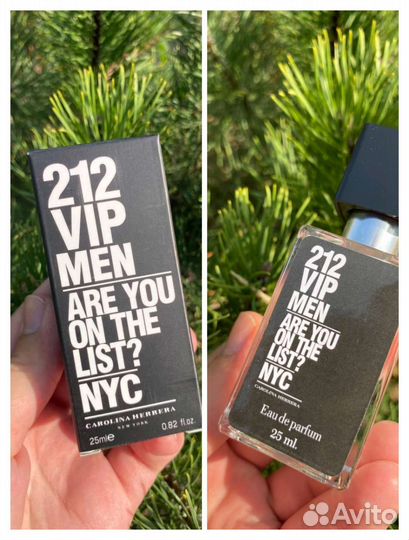 212
VIP
MEN
ARE YOU
ON THE
LIST?
NYC
CAROLINA HERRERA
NEW YORK
25ml℮ 0.82 fl.oz.
212
VIP
MEN
ARE YOU
ON THE
LIST?
NYC
CAROLINA HERRERA
Eau de parfum
25 ml.
Avito